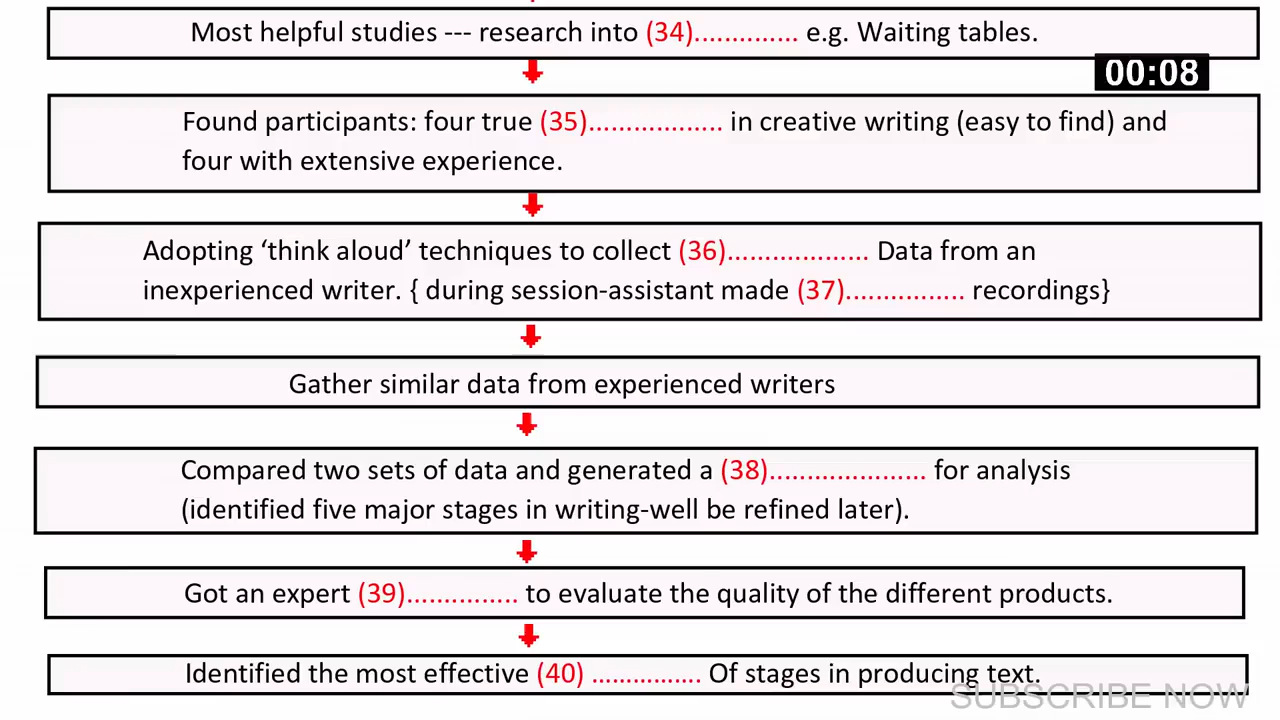 Most helpful studies --- research into (34).............. e.g. Waiting tables.
00:08
Found participants: four true (35).................. in creative writing (easy to find) and
four with extensive experience.
Adopting ‘think aloud’ techniques to collect (36)................... Data from an
inexperienced writer. { during session-assistant made (37)................ recordings}
Gather similar data from experienced writers
Compared two sets of data and generated a (38)..................... for analysis
(identified five major stages in writing-well be refined later).
Got an expert (39)............... to evaluate the quality of the different products.
Identified the most effective (40) ................ Of stages in producing text.
SUBSCRIBE NOW